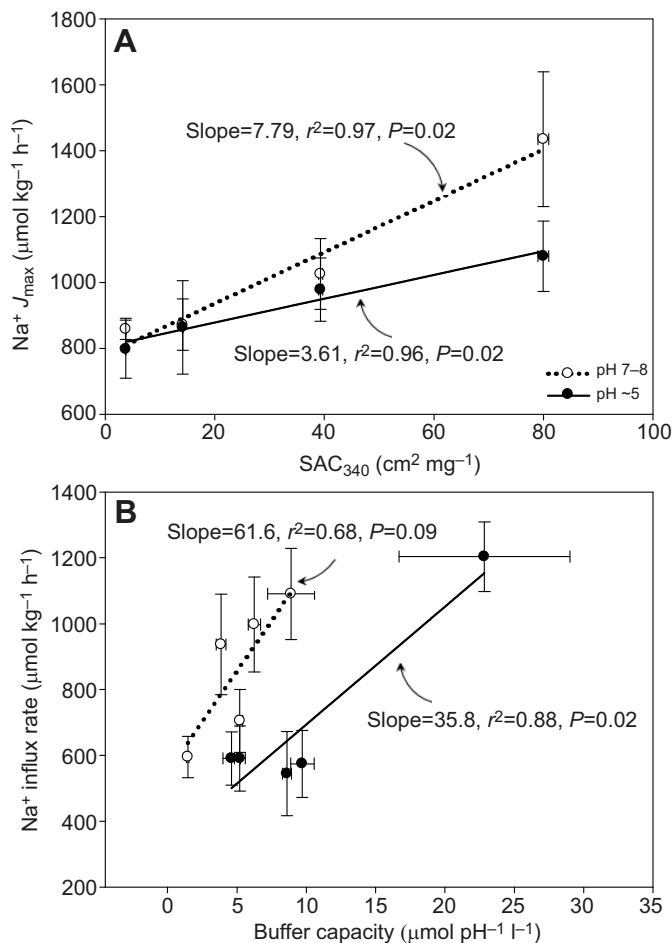 A
1800
1600
1400
1200
1000
800
600
Na⁺ Jmax (μmol kg⁻¹ h⁻¹)
Slope=7.79, r²=0.97, P=0.02
Slope=3.61, r²=0.96, P=0.02
pH 7–8
pH ~5
0 20 40 60 80 100
SAC₃₄₀ (cm² mg⁻¹)
B
1400
1200
1000
800
600
400
200
Na⁺ influx rate (μmol kg⁻¹ h⁻¹)
Slope=61.6, r²=0.68, P=0.09
Slope=35.8, r²=0.88, P=0.02
0 5 10 15 20 25 30 35
Buffer capacity (μmol pH⁻¹ l⁻¹)